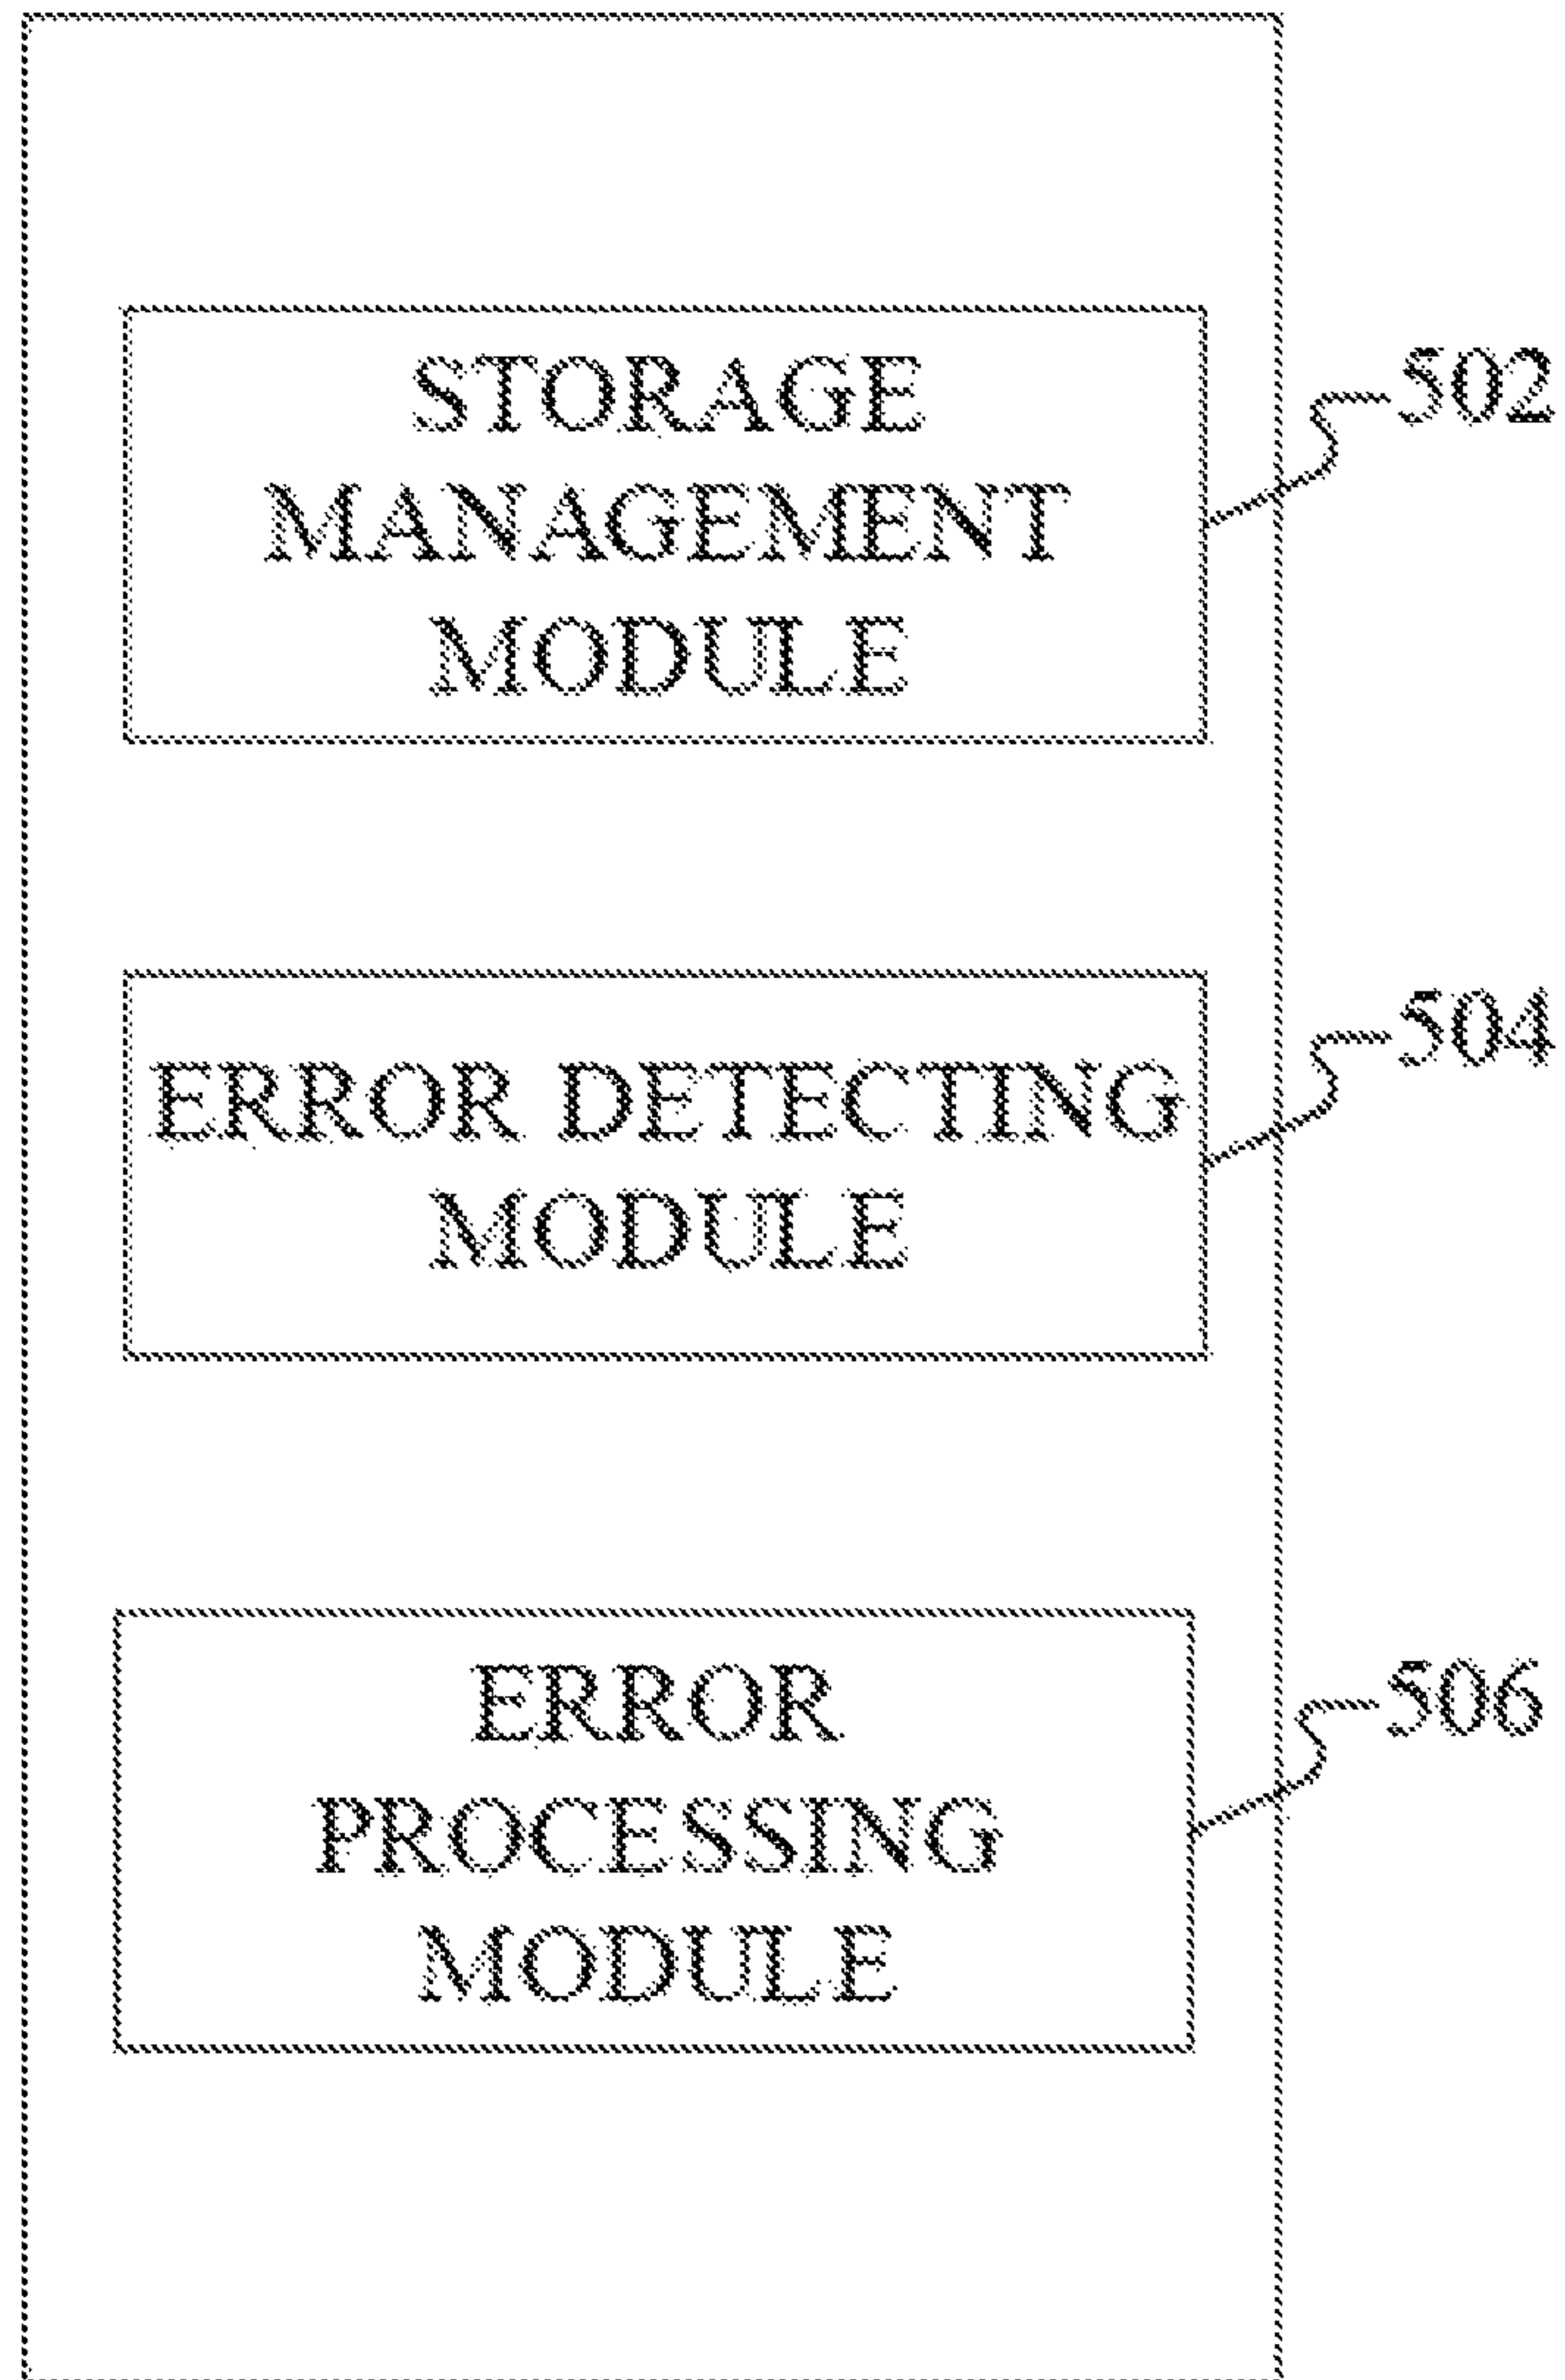 STORAGE
MANAGEMENT
MODULE
502
ERROR DETECTING
MODULE
504
ERROR
PROCESSING
MODULE
506